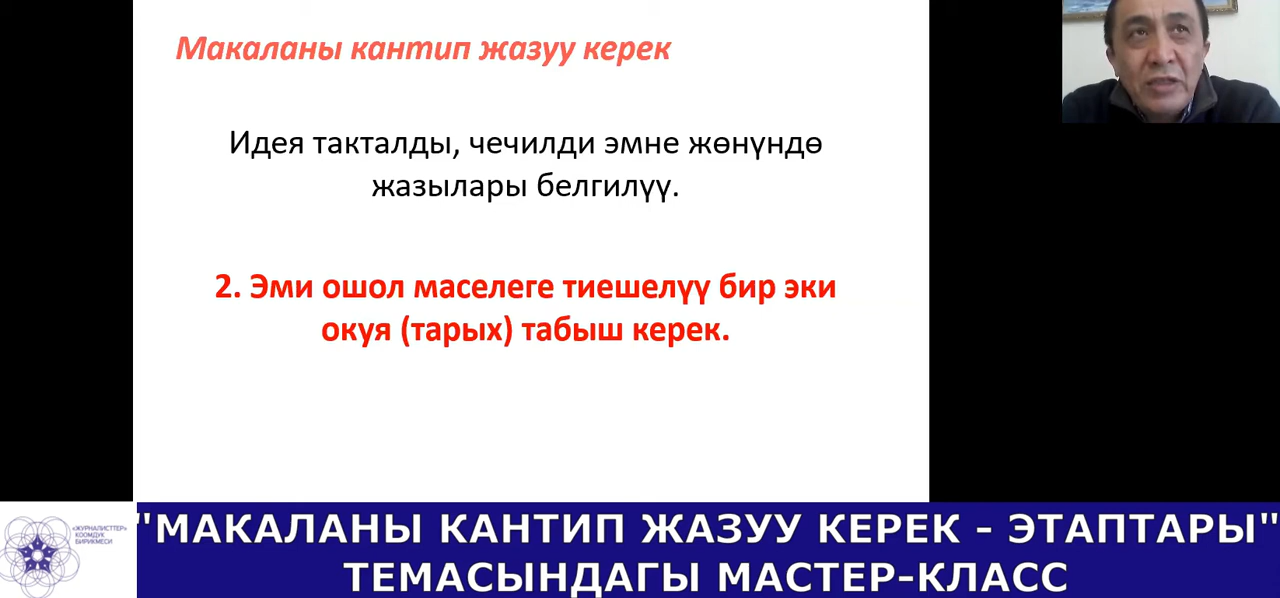 Макаланы кантип жазуу керек
Идея такталды, чечилди эмне жөнүндө
жазылары белгилүү.
2. Эми ошол маселеге тиешелүү бир эки
окуя (тарых) табыш керек.
"ЖУРНАЛИСТТЕР"
КООМДУК
БИРИКМЕСИ
"МАКАЛАНЫ КАНТИП ЖАЗУУ КЕРЕК - ЭТАПТАРЫ"
ТЕМАСЫНДАГЫ МАСТЕР-КЛАСС